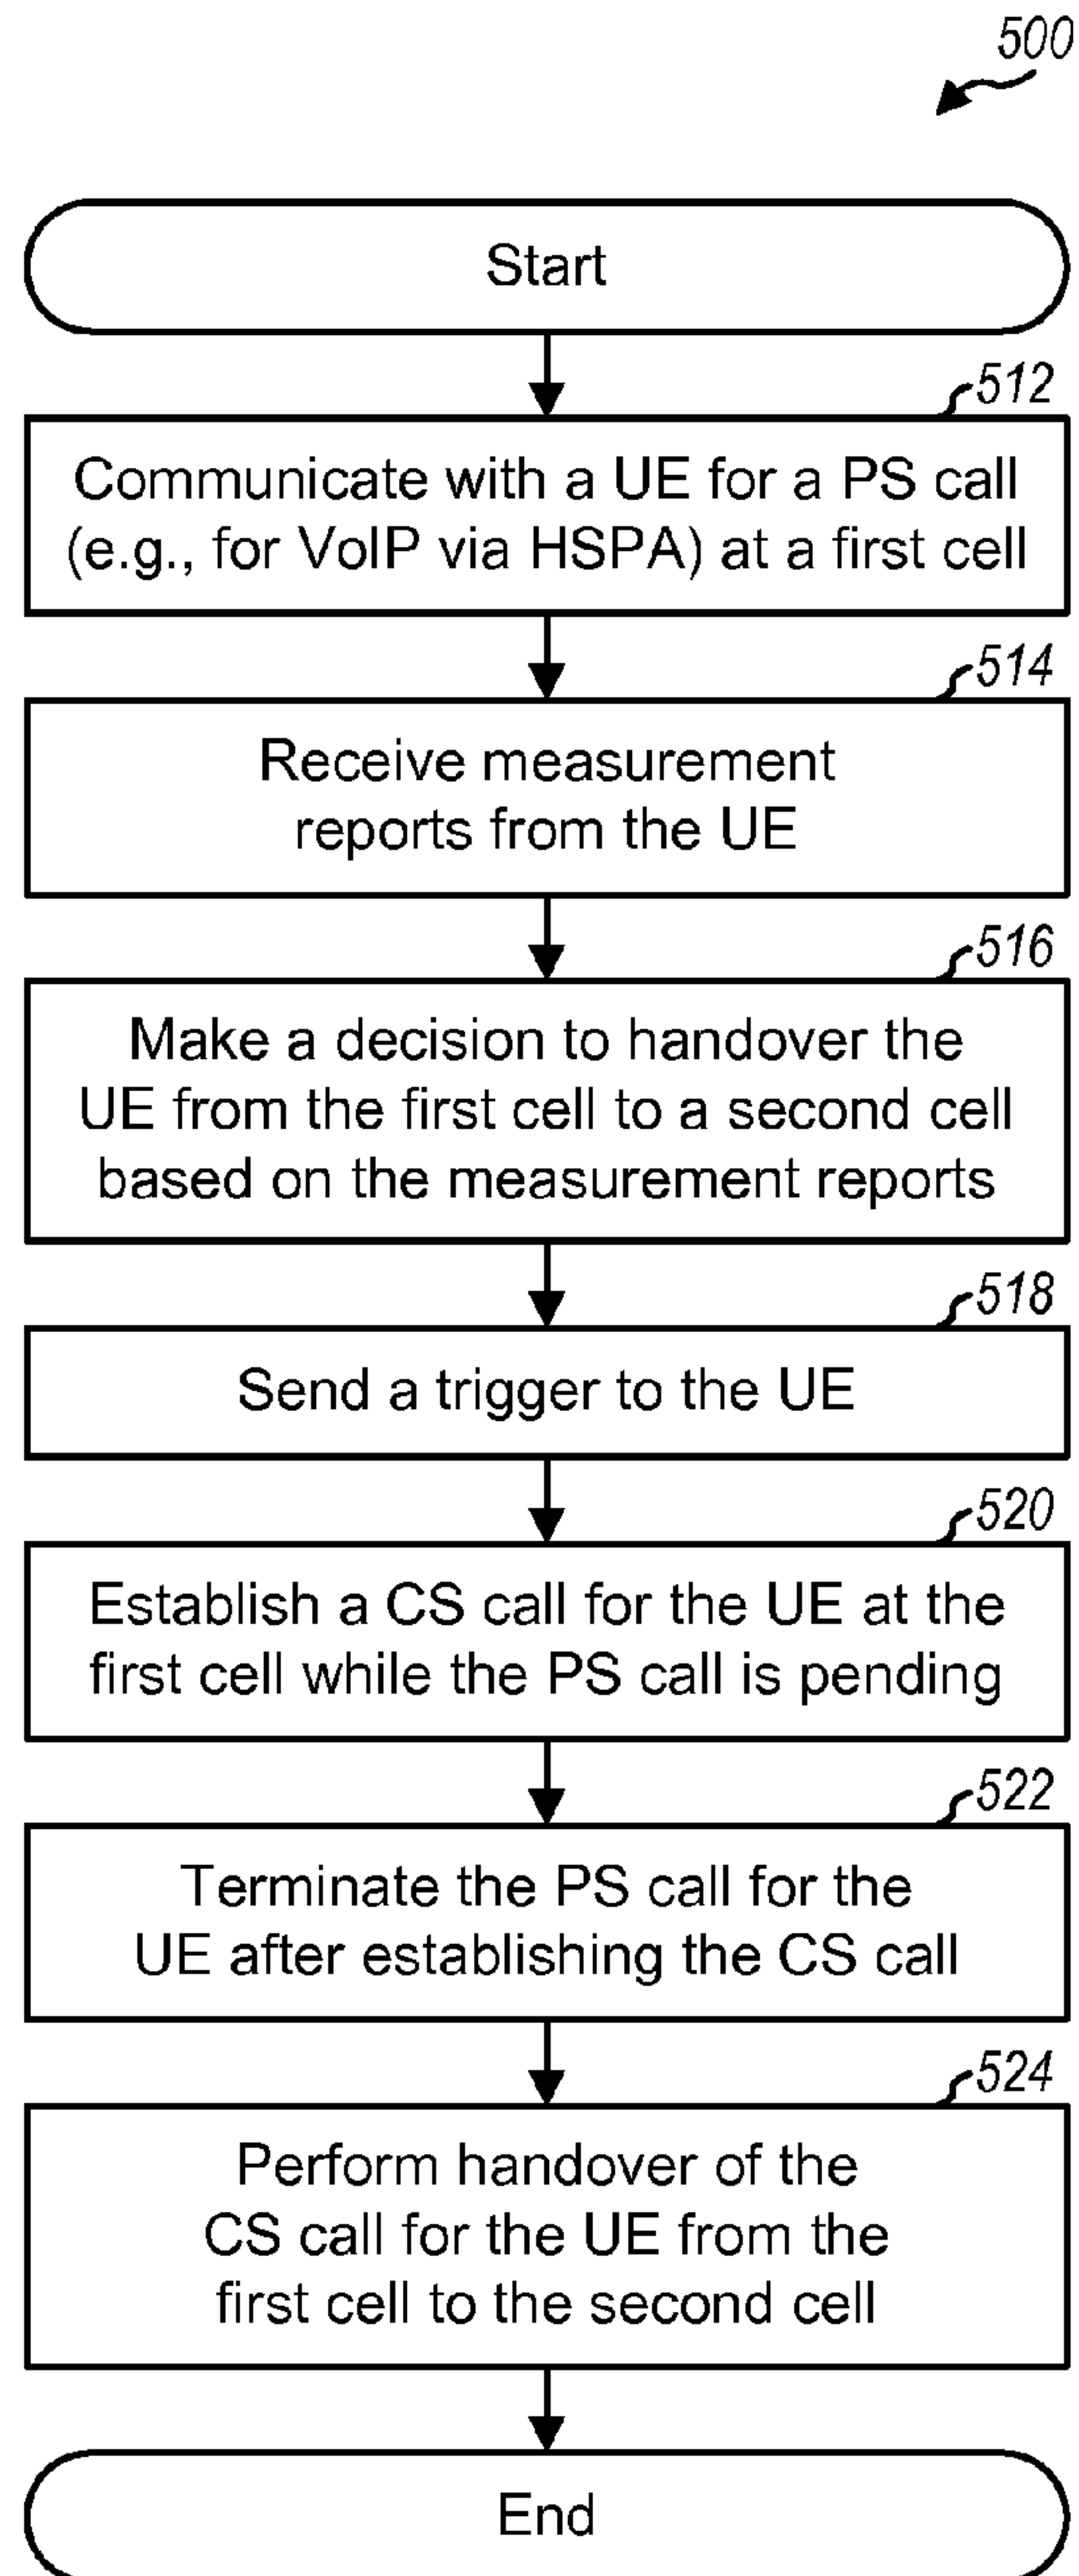 500
Start
512
Communicate with a UE for a PS call
(e.g., for VoIP via HSPA) at a first cell
514
Receive measurement
reports from the UE
516
Make a decision to handover the
UE from the first cell to a second cell
based on the measurement reports
518
Send a trigger to the UE
520
Establish a CS call for the UE at the
first cell while the PS call is pending
522
Terminate the PS call for the
UE after establishing the CS call
524
Perform handover of the
CS call for the UE from the
first cell to the second cell
End